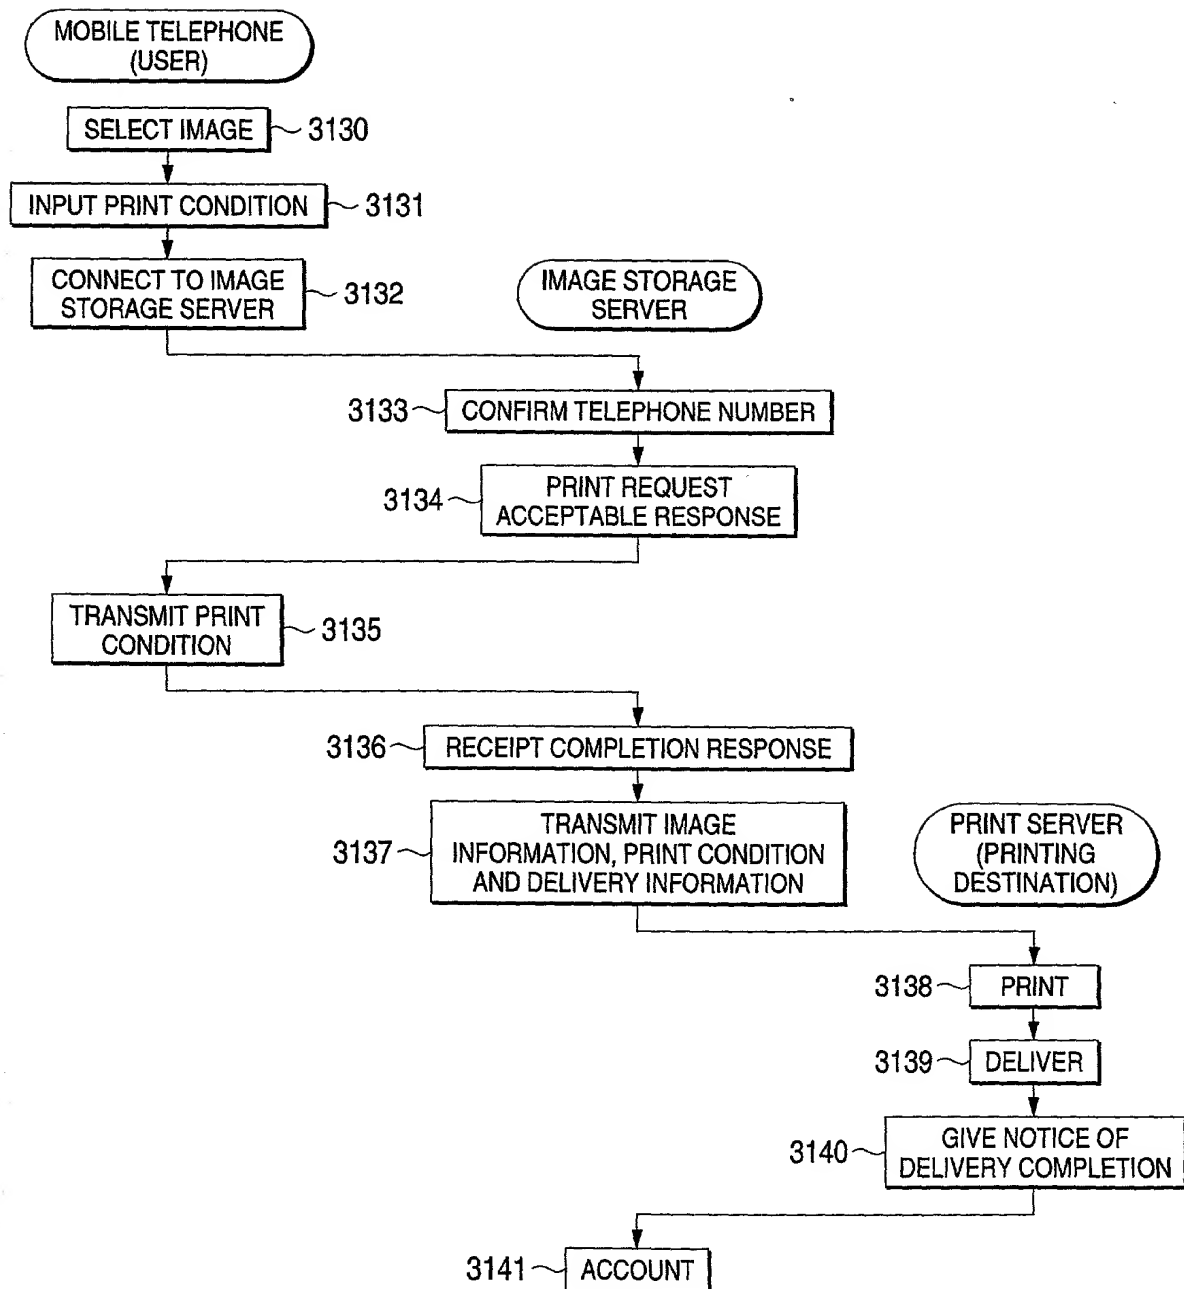 MOBILE TELEPHONE
(USER)
SELECT IMAGE
3130
INPUT PRINT CONDITION
3131
CONNECT TO IMAGE
STORAGE SERVER
3132
IMAGE STORAGE
SERVER
3133
CONFIRM TELEPHONE NUMBER
3134
PRINT REQUEST
ACCEPTABLE RESPONSE
TRANSMIT PRINT
CONDITION
3135
3136
RECEIPT COMPLETION RESPONSE
3137
TRANSMIT IMAGE
INFORMATION, PRINT CONDITION
AND DELIVERY INFORMATION
PRINT SERVER
(PRINTING
DESTINATION)
3138
PRINT
3139
DELIVER
3140
GIVE NOTICE OF
DELIVERY COMPLETION
3141
ACCOUNT